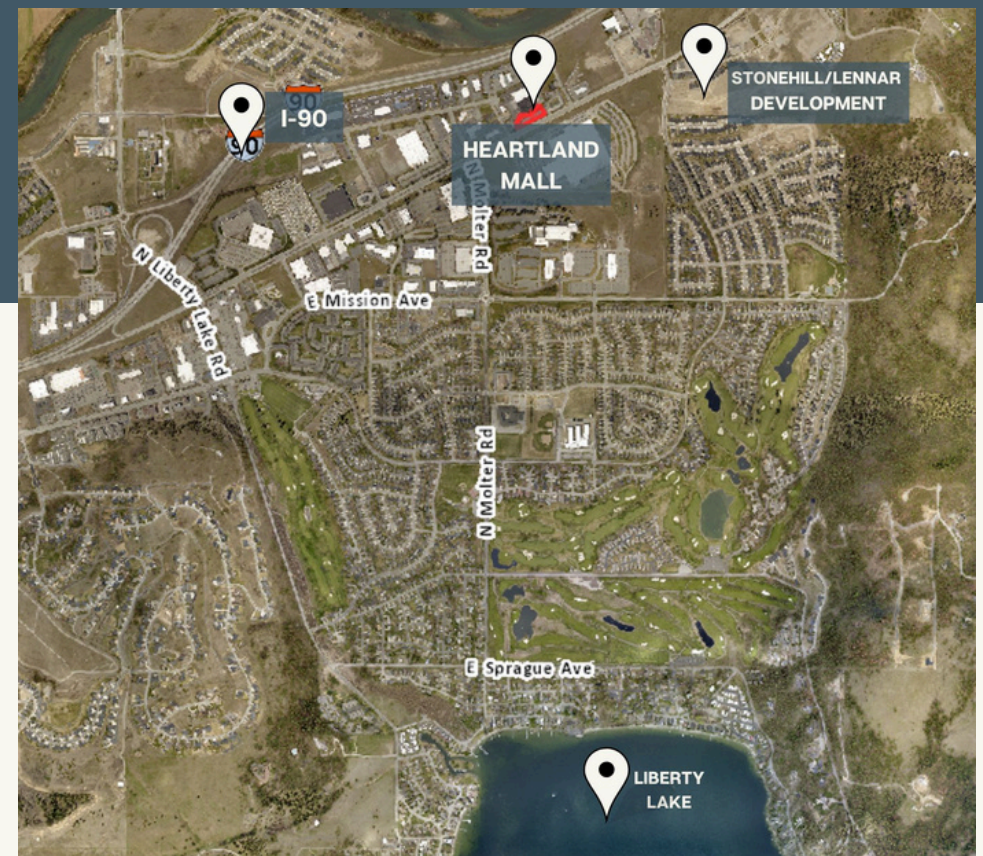 STONEHILL/LENNAR
DEVELOPMENT
90
I-90
90
HEARTLAND
MALL
N Molter Rd
N Liberty Lake Rd
E Mission Ave
N Molter Rd
E Sprague Ave
LIBERTY
LAKE